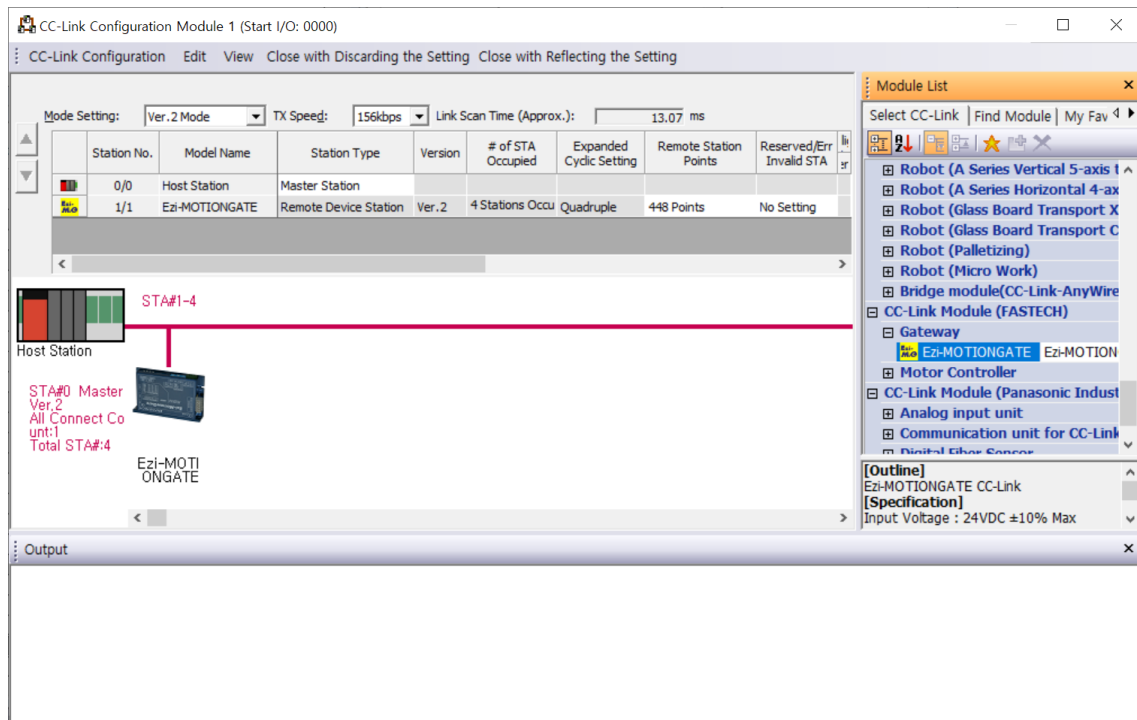 CC-Link Configuration Module 1 (Start I/O: 0000)
CC-Link Configuration Edit View Close with Discarding the Setting Close with Reflecting the Setting
Mode Setting: Ver.2 Mode TX Speed: 156kbps Link Scan Time (Approx.): 13.07 ms
Station No. Model Name Station Type Version # of STA Occupied Expanded Cyclic Setting Remote Station Points Reserved/Err Invalid STA
0/0 Host Station Master Station
1/1 Ezi-MOTIONGATE Remote Device Station Ver.2 4 Stations Occu Quadruple 448 Points No Setting
STA#1-4
Host Station
STA#0 Master
Ver.2
All Connect Co
unt:1
Total STA#:4
Ezi-MOTI
ONGATE
Module List
Select CC-Link Find Module My Fav
Robot (A Series Vertical 5-axis t
Robot (A Series Horizontal 4-ax
Robot (Glass Board Transport X
Robot (Glass Board Transport C
Robot (Palletizing)
Robot (Micro Work)
Bridge module(CC-Link-AnyWire
CC-Link Module (FASTECH)
Gateway
Ezi-MOTIONGATE Ezi-MOTION
Motor Controller
CC-Link Module (Panasonic Indust
Analog input unit
Communication unit for CC-Link
Digital Fiber Sensor
[Outline]
Ezi-MOTIONGATE CC-Link
[Specification]
Input Voltage : 24VDC ±10% Max
Output